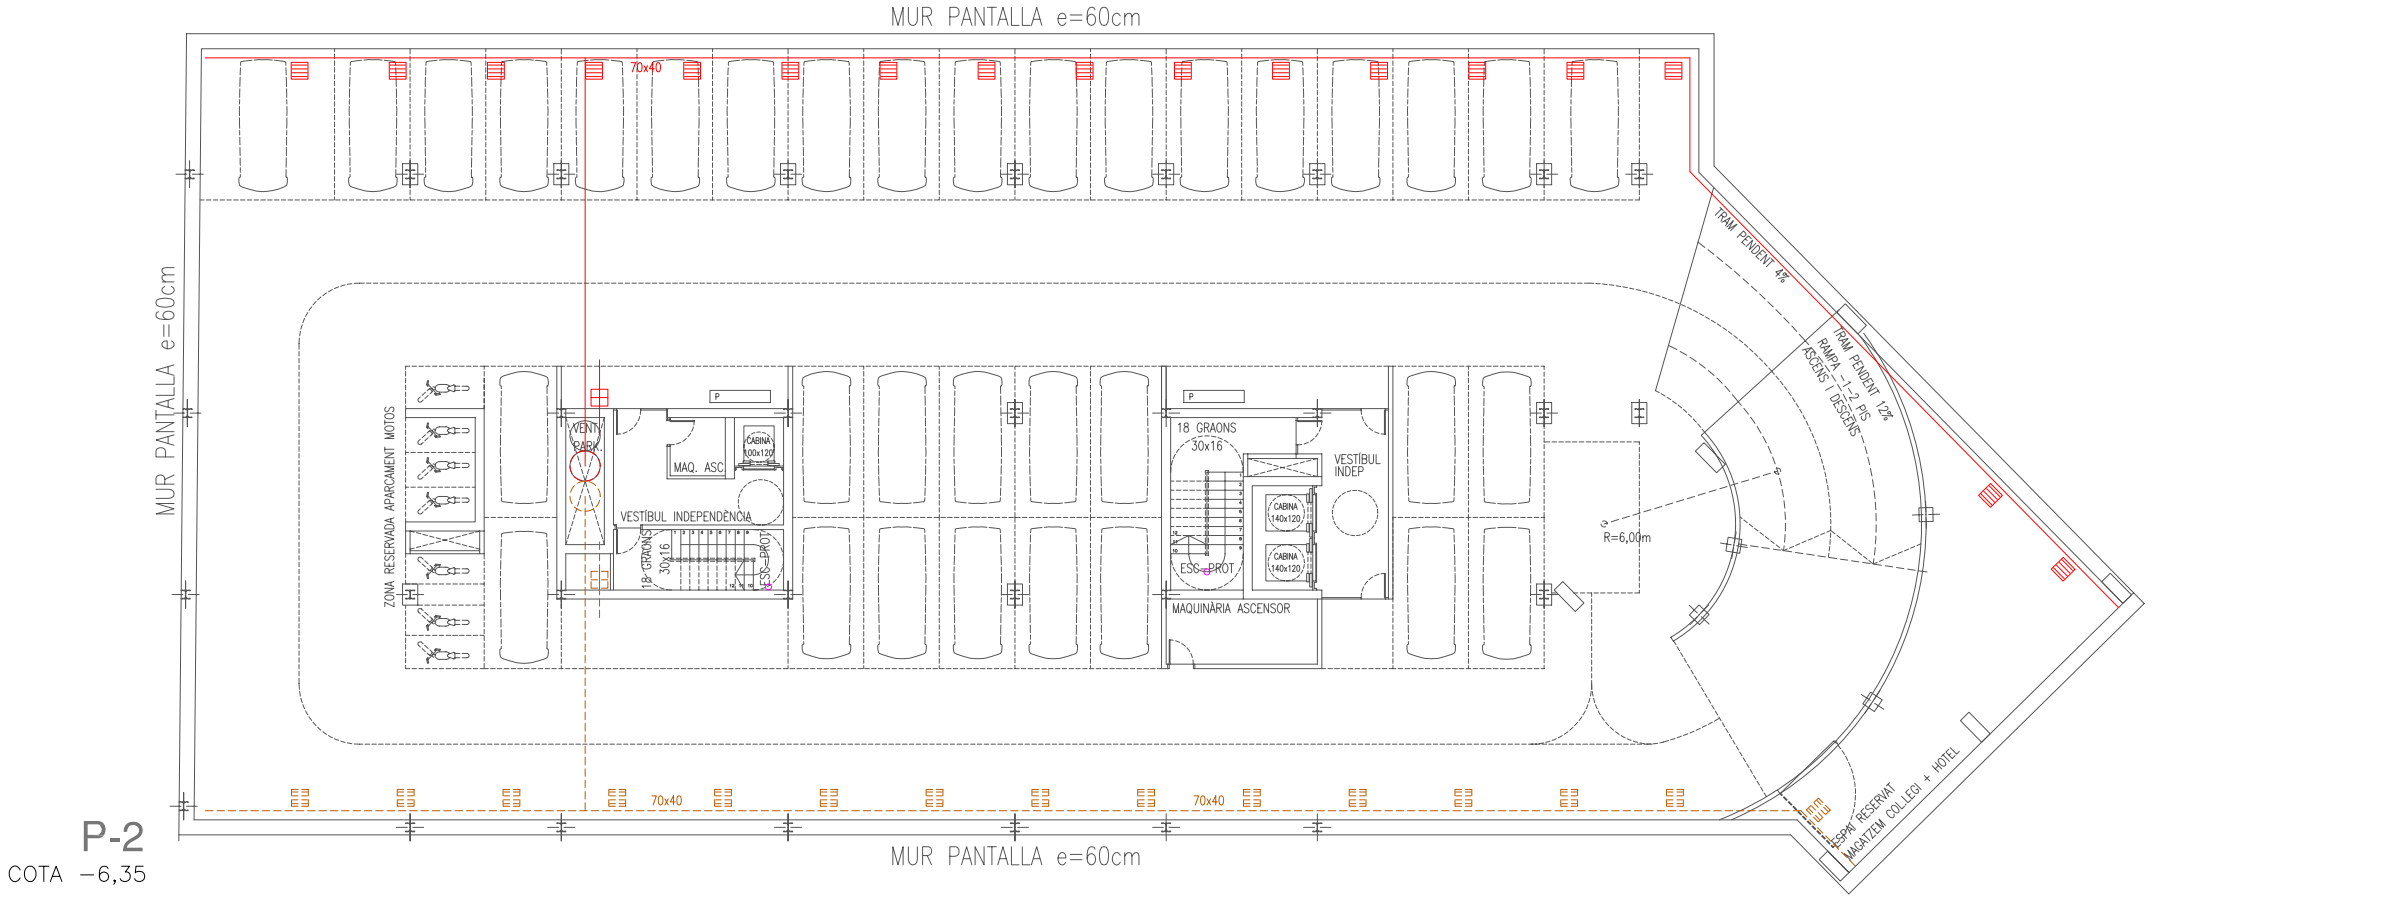 MUR PANTALLA e=60cm
70x40
TRAM PENDENT 4%
MUR PANTALLA e=60cm
TRAM PENDENT 12%
RAMPA -1-2 PIS
ASCENS I DESCENS
ZONA RESERVADA APARCAMENT MOTOS
P
P
VENT.
PARK.
CABINA
100x120
MAQ. ASC.
VESTÍBUL INDEPENDÈNCIA
18 GRAONS
30x16
ESC-PROT
18 GRAONS
30x16
VESTÍBUL
INDEP
CABINA
140x120
CABINA
140x120
ESC-PROT
MAQUINÀRIA ASCENSOR
R=6,00m
70x40
70x40
ESPAI RESERVAT
MAGATZEM COL.LEGI + HOTEL
P-2
COTA -6,35
MUR PANTALLA e=60cm